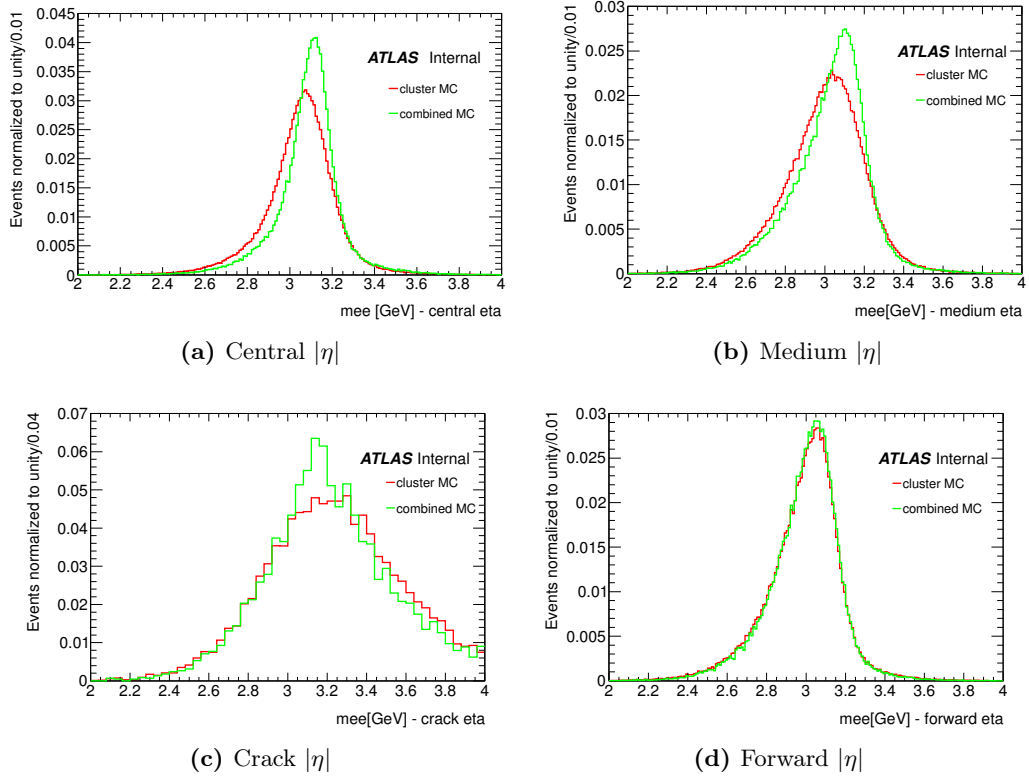 Events normalized to unity/0.01
0.045
0.04
0.035
0.03
0.025
0.02
0.015
0.01
0.005
0
2 2.2 2.4 2.6 2.8 3 3.2 3.4 3.6 3.8 4
mee [GeV] - central eta
ATLAS Internal
cluster MC
combined MC
(a) Central |η|
Events normalized to unity/0.01
0.03
0.025
0.02
0.015
0.01
0.005
0
2 2.2 2.4 2.6 2.8 3 3.2 3.4 3.6 3.8 4
mee [GeV] - medium eta
ATLAS Internal
cluster MC
combined MC
(b) Medium |η|
Events normalized to unity/0.04
0.07
0.06
0.05
0.04
0.03
0.02
0.01
0
2 2.2 2.4 2.6 2.8 3 3.2 3.4 3.6 3.8 4
mee[GeV] - crack eta
ATLAS Internal
cluster MC
combined MC
(c) Crack |η|
Events normalized to unity/0.01
0.03
0.025
0.02
0.015
0.01
0.005
0
2 2.2 2.4 2.6 2.8 3 3.2 3.4 3.6 3.8 4
mee[GeV] - forward eta
ATLAS Internal
cluster MC
combined MC
(d) Forward |η|